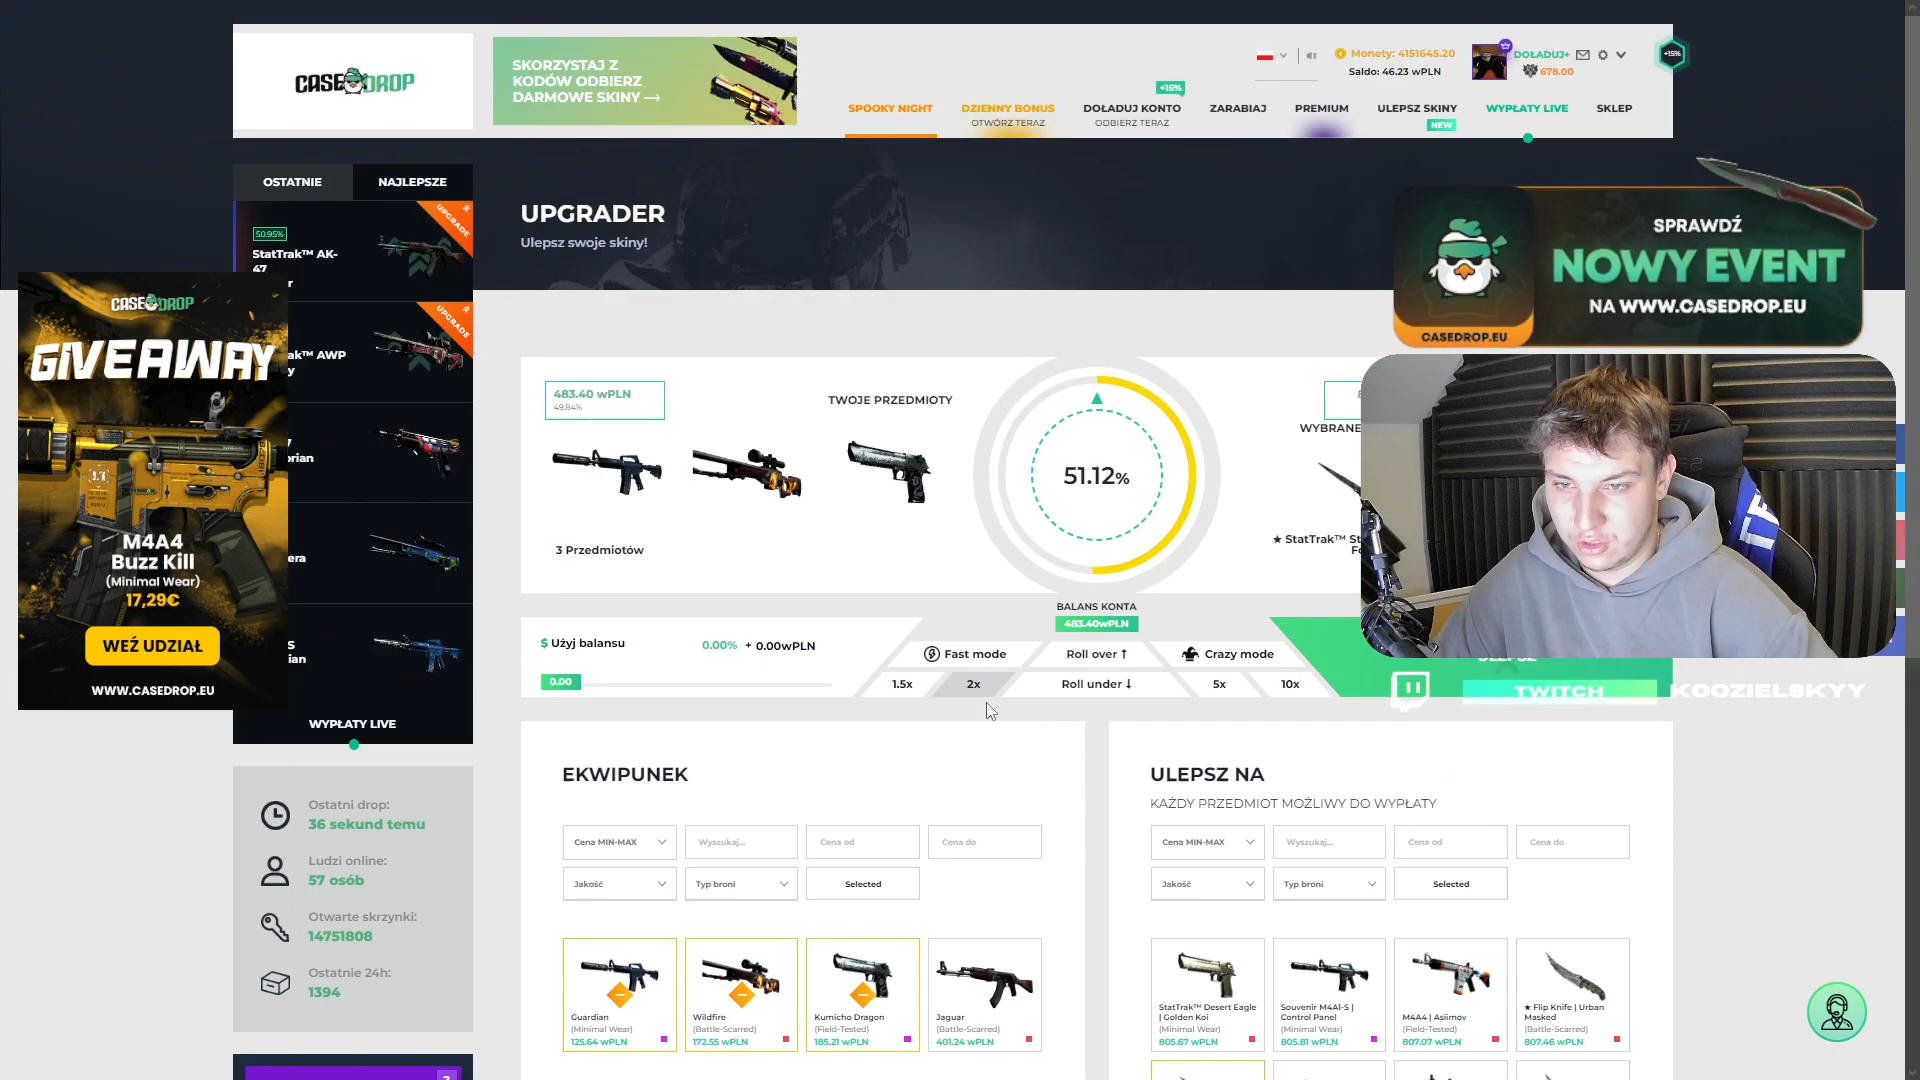 CASEDROP
SKORZYSTAJ Z
KODÓW ODBIERZ
DARMOWE SKINY →
Monety: 4151645.20
Saldo: 46.23 wPLN
DOŁADUJ+
678.00
+15%
+15%
SPOOKY NIGHT
DZIENNY BONUS
OTWÓRZ TERAZ
DOŁADUJ KONTO
ODBIERZ TERAZ
ZARABIAJ
PREMIUM
ULEPSZ SKINY
NEW
WYPŁATY LIVE
SKLEP
OSTATNIE
NAJLEPSZE
UPGRADE
50.95%
StatTrak™ AK-
47
r
UPGRADE
ak™ AWP
y
rian
era
S
ian
WYPŁATY LIVE
CASEDROP
GIVEAWAY
M4A4
Buzz Kill
(Minimal Wear)
17,29€
WEŹ UDZIAŁ
WWW.CASEDROP.EU
Ostatni drop:
36 sekund temu
Ludzi online:
57 osób
Otwarte skrzynki:
14751808
Ostatnie 24h:
1394
UPGRADER
Ulepsz swoje skiny!
SPRAWDŹ
NOWY EVENT
NA WWW.CASEDROP.EU
CASEDROP.EU
483.40 wPLN
49.84%
TWOJE PRZEDMIOTY
3 Przedmiotów
51.12%
WYBRANE
★ StatTrak™ St
Fo
BALANS KONTA
483.40wPLN
$ Użyj balansu
0.00% + 0.00wPLN
0.00
Fast mode
Roll over ↑
Crazy mode
1.5x
2x
Roll under ↓
5x
10x
ULEPSZ
TWITCH
KOOZIELSKYY
EKWIPUNEK
Cena MIN-MAX
Wyszukaj...
Cena od
Cena do
Jakość
Typ broni
Selected
Guardian
(Minimal Wear)
125.64 wPLN
Wildfire
(Battle-Scarred)
172.55 wPLN
Kumicho Dragon
(Field-Tested)
185.21 wPLN
Jaguar
(Battle-Scarred)
401.24 wPLN
ULEPSZ NA
KAŻDY PRZEDMIOT MOŻLIWY DO WYPŁATY
Cena MIN-MAX
Wyszukaj...
Cena od
Cena do
Jakość
Typ broni
Selected
StatTrak™ Desert Eagle
| Golden Koi
(Minimal Wear)
805.67 wPLN
Souvenir M4A1-S |
Control Panel
(Minimal Wear)
805.81 wPLN
M4A4 | Asiimov
(Field-Tested)
807.07 wPLN
★ Flip Knife | Urban
Masked
(Battle-Scarred)
807.46 wPLN